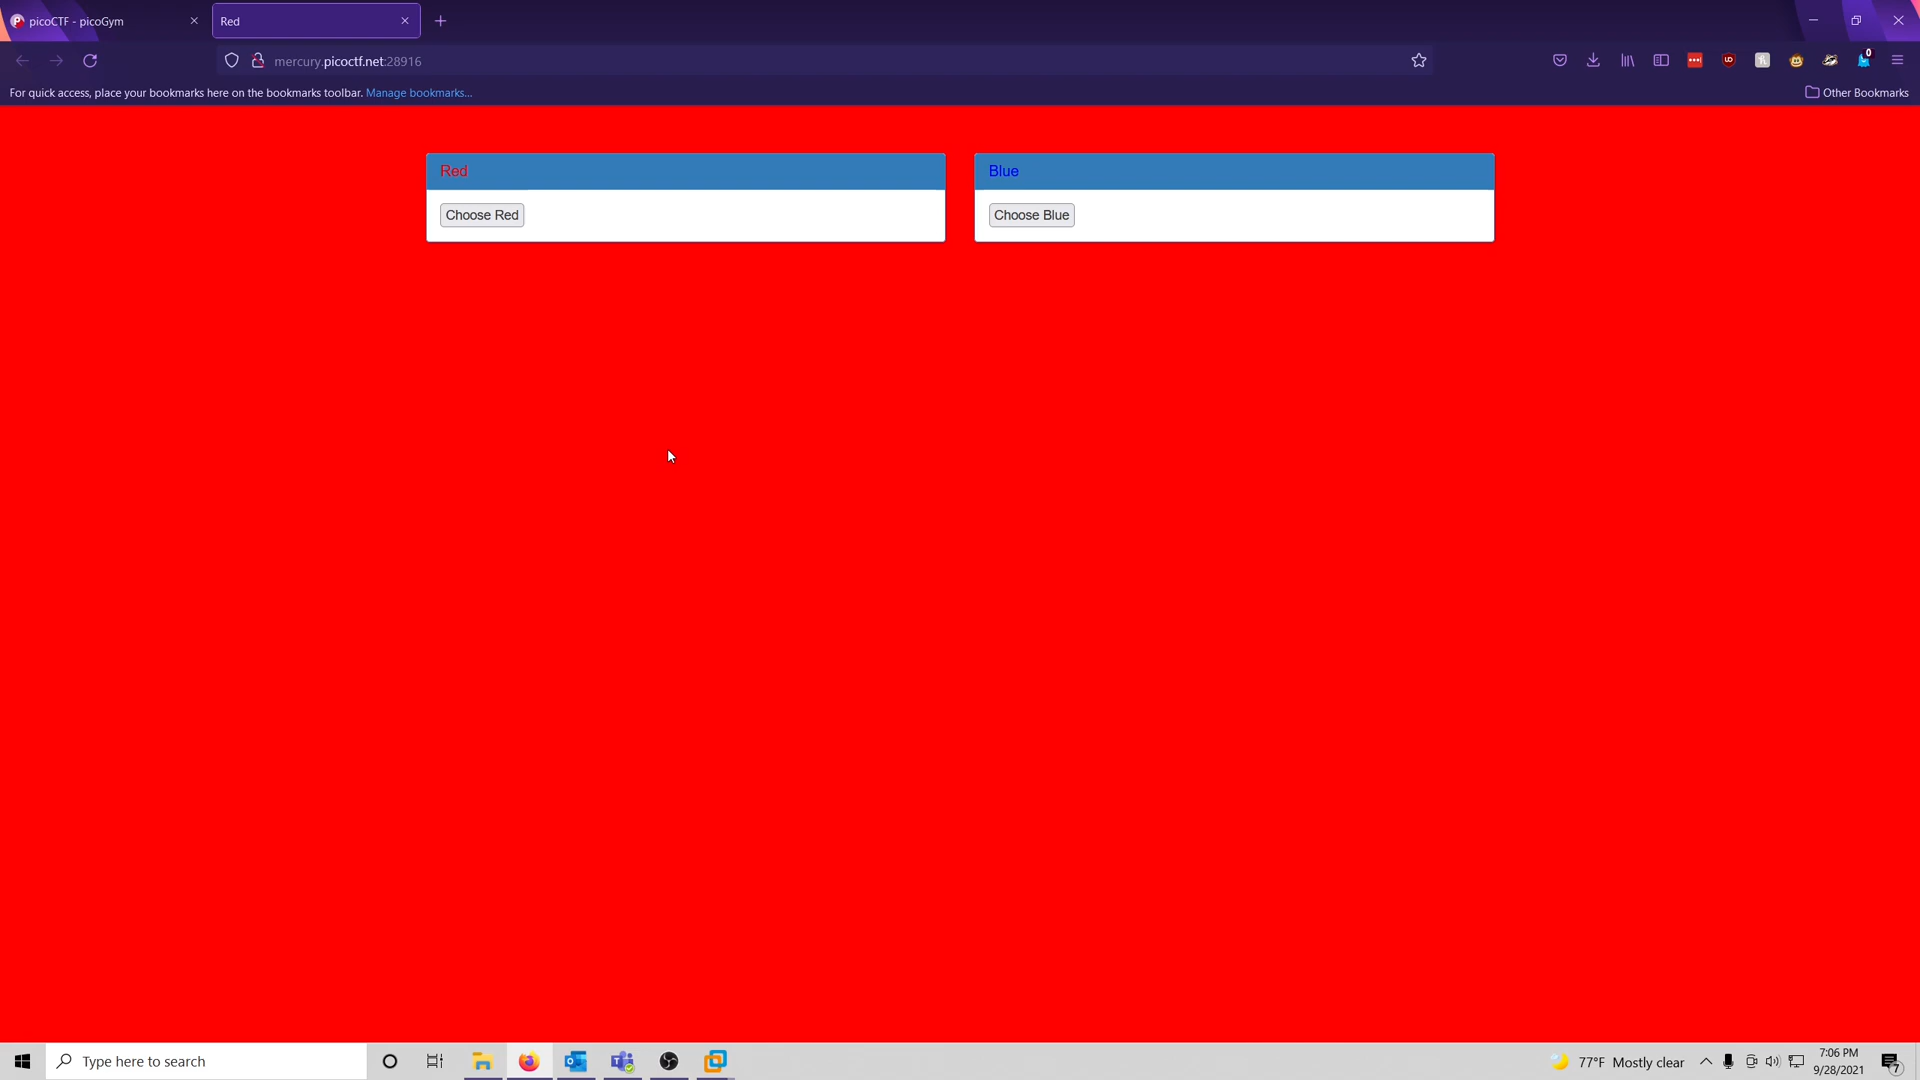 picoCTF - picoGym
Red
mercury.picoctf.net:28916
0
For quick access, place your bookmarks here on the bookmarks toolbar. Manage bookmarks...
Other Bookmarks
Red
Blue
Choose Red
Choose Blue
Type here to search
77°F Mostly clear
7:06 PM
9/28/2021
7